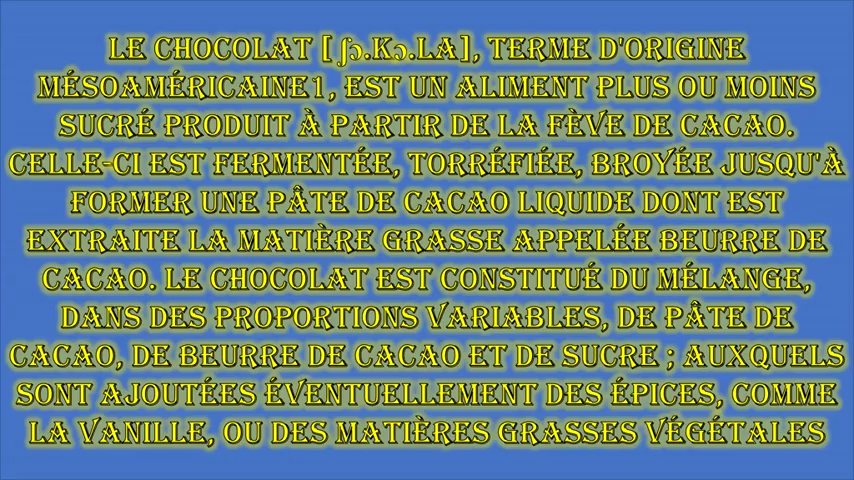 LE CHOCOLAT [ ʃɔ.Kɔ.LA], TERME D'ORIGINE
MÉSOAMÉRICAINE1, EST UN ALIMENT PLUS OU MOINS
SUCRÉ PRODUIT À PARTIR DE LA FÈVE DE CACAO.
CELLE-CI EST FERMENTÉE, TORRÉFIÉE, BROYÉE JUSQU'À
FORMER UNE PÂTE DE CACAO LIQUIDE DONT EST
EXTRAITE LA MATIÈRE GRASSE APPELÉE BEURRE DE
CACAO. LE CHOCOLAT EST CONSTITUÉ DU MÉLANGE,
DANS DES PROPORTIONS VARIABLES, DE PÂTE DE
CACAO, DE BEURRE DE CACAO ET DE SUCRE ; AUXQUELS
SONT AJOUTÉES ÉVENTUELLEMENT DES ÉPICES, COMME
LA VANILLE, OU DES MATIÈRES GRASSES VÉGÉTALES